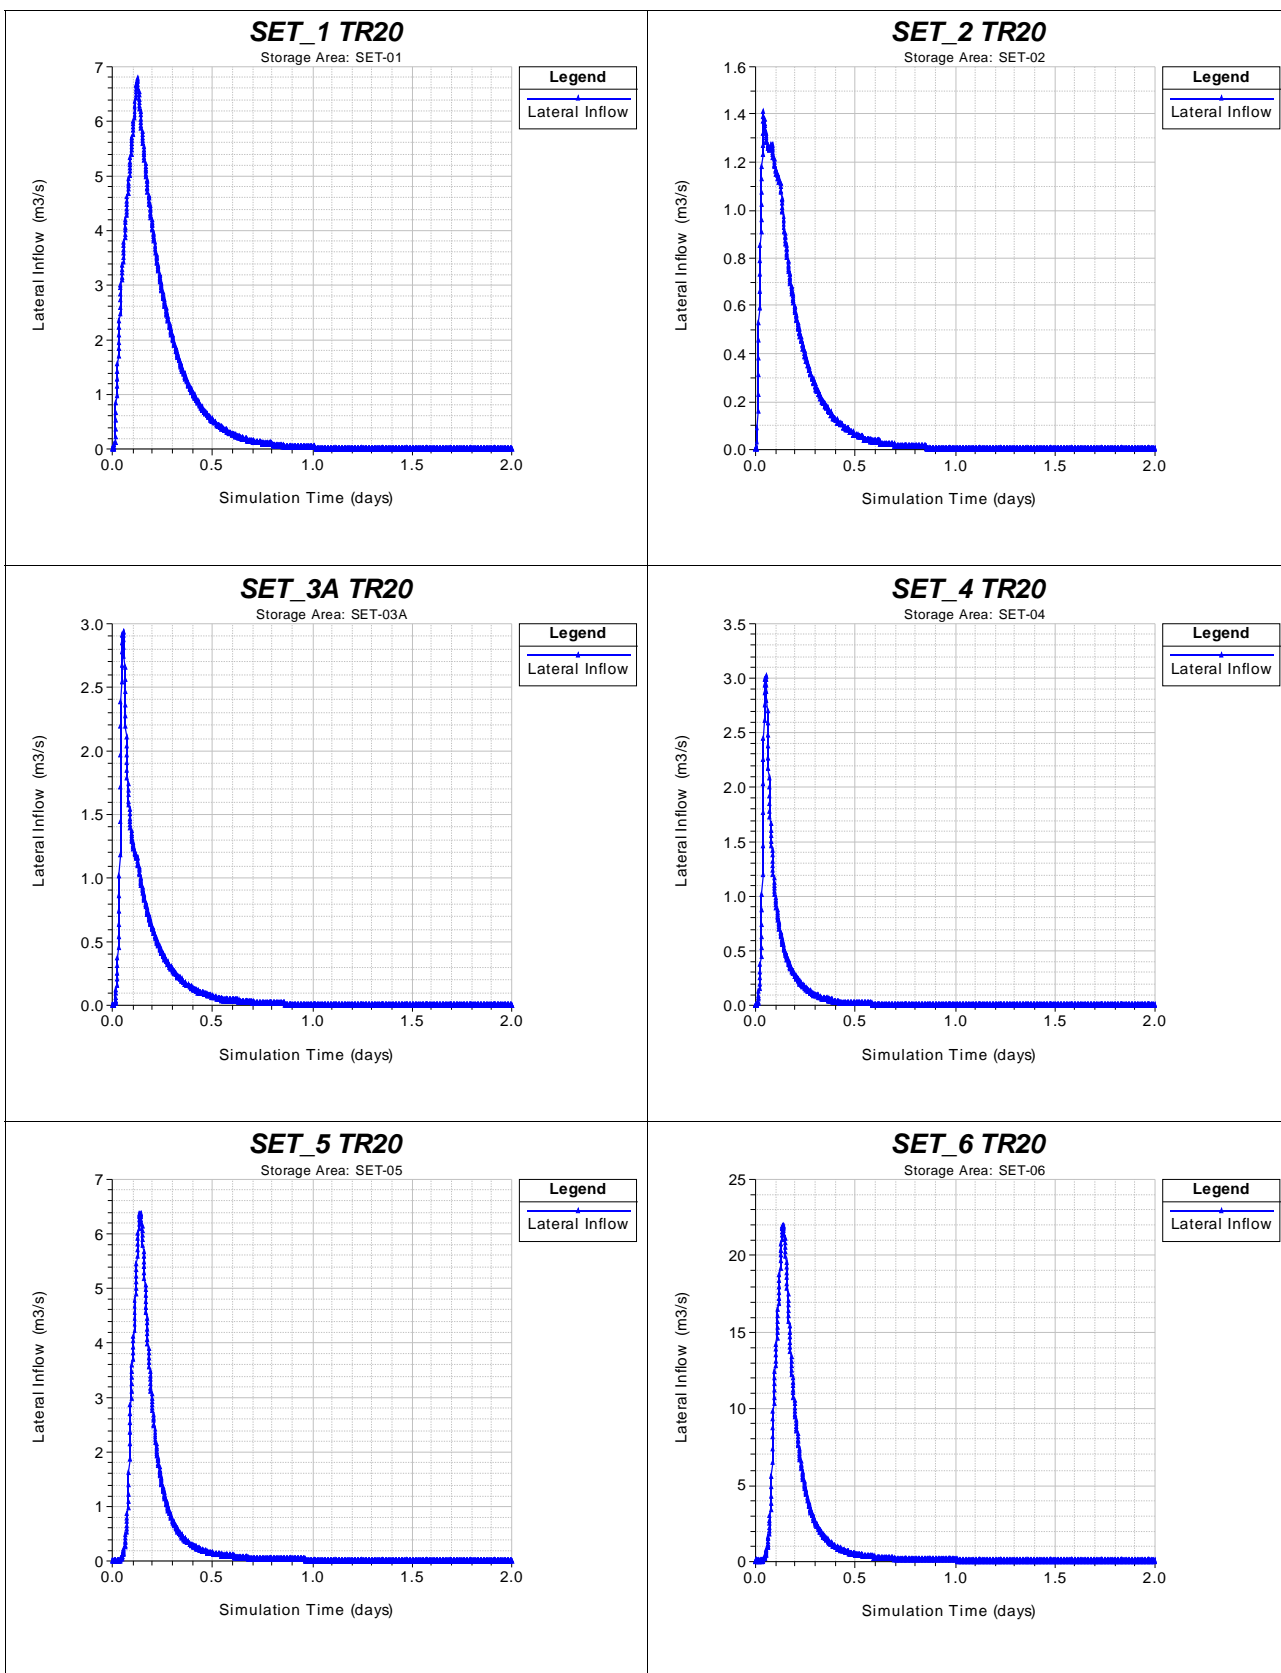 SET_1 TR20
Storage Area: SET-01
Legend
Lateral Inflow
7
6
5
4
3
2
1
0
Lateral Inflow (m3/s)
0.0 0.5 1.0 1.5 2.0
Simulation Time (days)
SET_2 TR20
Storage Area: SET-02
Legend
Lateral Inflow
1.6
1.4
1.2
1.0
0.8
0.6
0.4
0.2
0.0
Lateral Inflow (m3/s)
0.0 0.5 1.0 1.5 2.0
Simulation Time (days)
SET_3A TR20
Storage Area: SET-03A
Legend
Lateral Inflow
3.0
2.5
2.0
1.5
1.0
0.5
0.0
Lateral Inflow (m3/s)
0.0 0.5 1.0 1.5 2.0
Simulation Time (days)
SET_4 TR20
Storage Area: SET-04
Legend
Lateral Inflow
3.5
3.0
2.5
2.0
1.5
1.0
0.5
0.0
Lateral Inflow (m3/s)
0.0 0.5 1.0 1.5 2.0
Simulation Time (days)
SET_5 TR20
Storage Area: SET-05
Legend
Lateral Inflow
7
6
5
4
3
2
1
0
Lateral Inflow (m3/s)
0.0 0.5 1.0 1.5 2.0
Simulation Time (days)
SET_6 TR20
Storage Area: SET-06
Legend
Lateral Inflow
25
20
15
10
5
0
Lateral Inflow (m3/s)
0.0 0.5 1.0 1.5 2.0
Simulation Time (days)